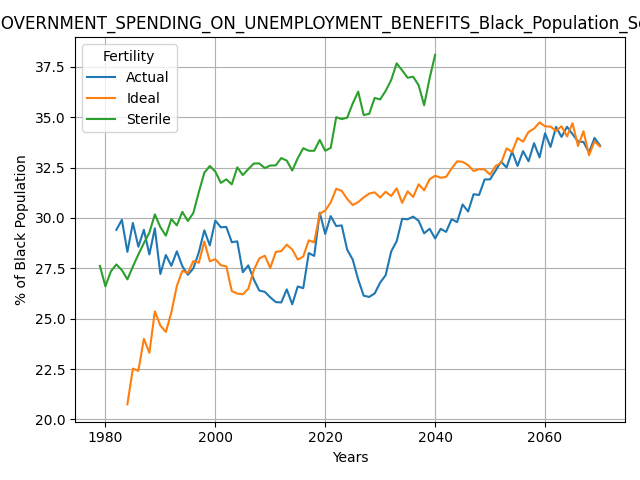 OVERNMENT_SPENDING_ON_UNEMPLOYMENT_BENEFITS_Black_Population_Se
Fertility
Actual
Ideal
Sterile
37.5
35.0
32.5
30.0
27.5
25.0
22.5
20.0
% of Black Population
1980 2000 2020 2040 2060
Years